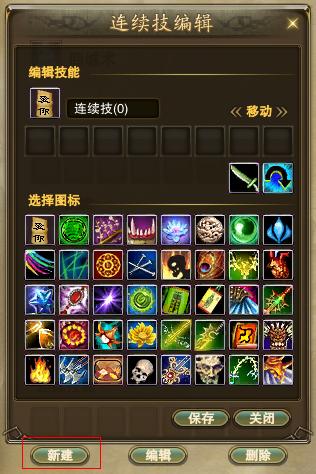 连续技编辑
编辑技能
连续技(0)
移动
选择图标
保存 关闭
新建 编辑 删除